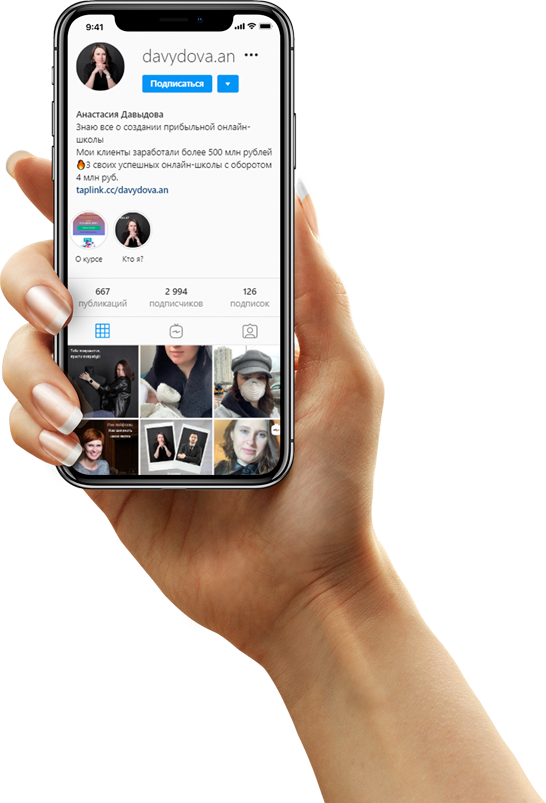 9:41
davydova.an
Подписаться
Анастасия Давыдова
Знаю все о создании прибыльной онлайн-
школы
Мои клиенты заработали более 500 млн рублей
🔥3 своих успешных онлайн-школы с оборотом
4 млн руб.
taplink.cc/davydova.an
О курсе
Кто я?
667
публикаций
2 994
подписчиков
126
подписок